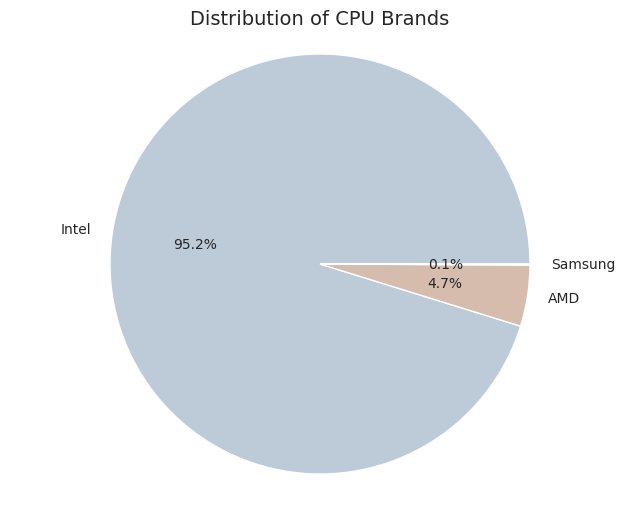 Distribution of CPU Brands
Intel
95.2%
0.1%
Samsung
4.7%
AMD